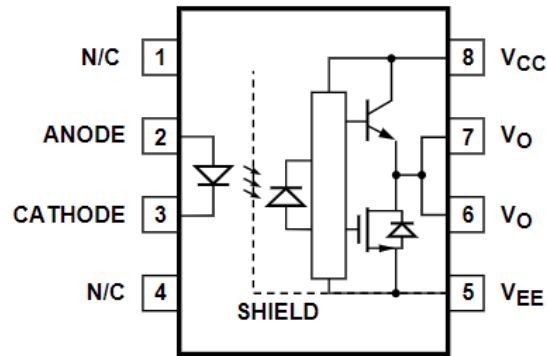 N/C 1 8 VCC
ANODE 2 7 VO
CATHODE 3 6 VO
N/C 4 5 VEE
SHIELD